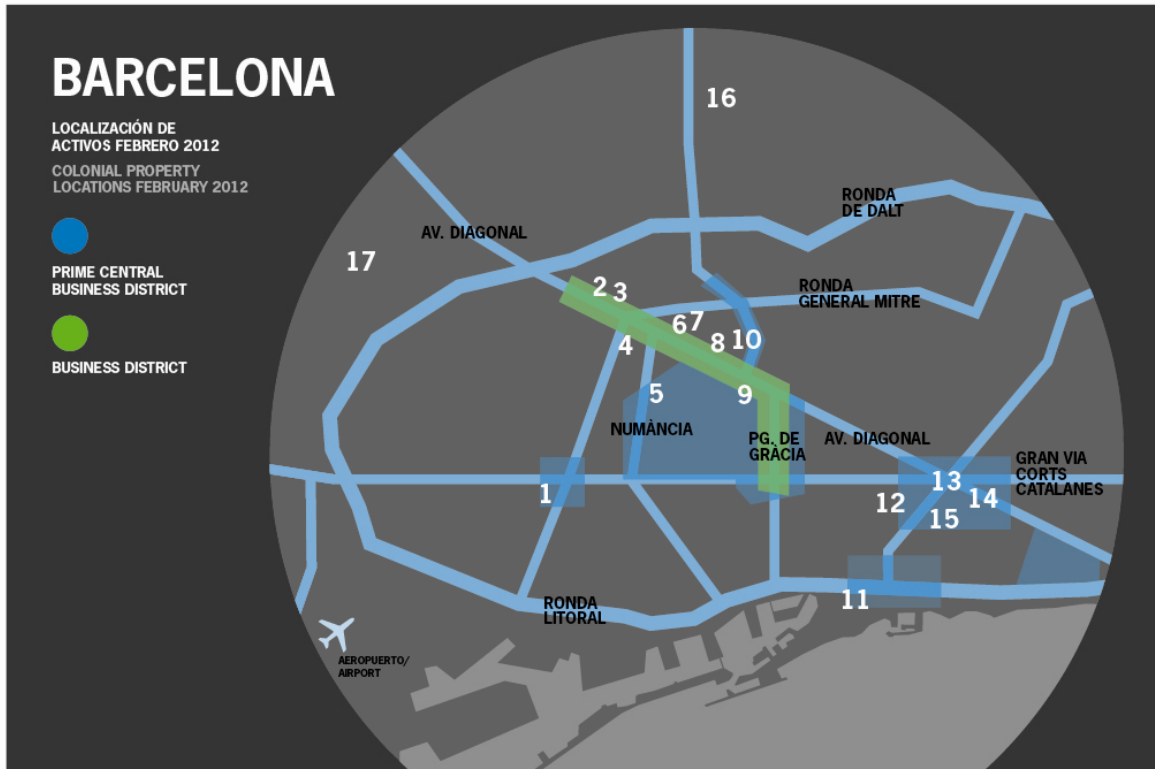 BARCELONA
LOCALIZACIÓN DE
ACTIVOS FEBRERO 2012
COLONIAL PROPERTY
LOCATIONS FEBRUARY 2012
PRIME CENTRAL
BUSINESS DISTRICT
BUSINESS DISTRICT
16
RONDA
DE DALT
AV. DIAGONAL
17
2
3
RONDA
GENERAL MITRE
6
7
4
8
10
5
9
NUMÀNCIA
PG. DE
GRÀCIA
AV. DIAGONAL
GRAN VIA
CORTS
CATALANES
1
13
12
14
15
11
RONDA
LITORAL
AEROPUERTO/
AIRPORT